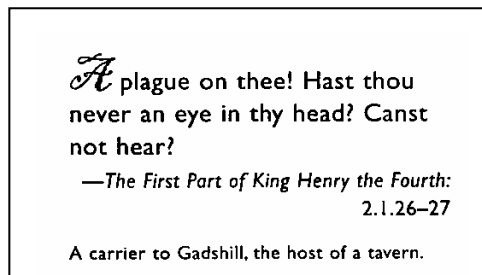 A plague on thee! Hast thou
never an eye in thy head? Canst
not hear?
—The First Part of King Henry the Fourth:
2.1.26–27
A carrier to Gadshill, the host of a tavern.